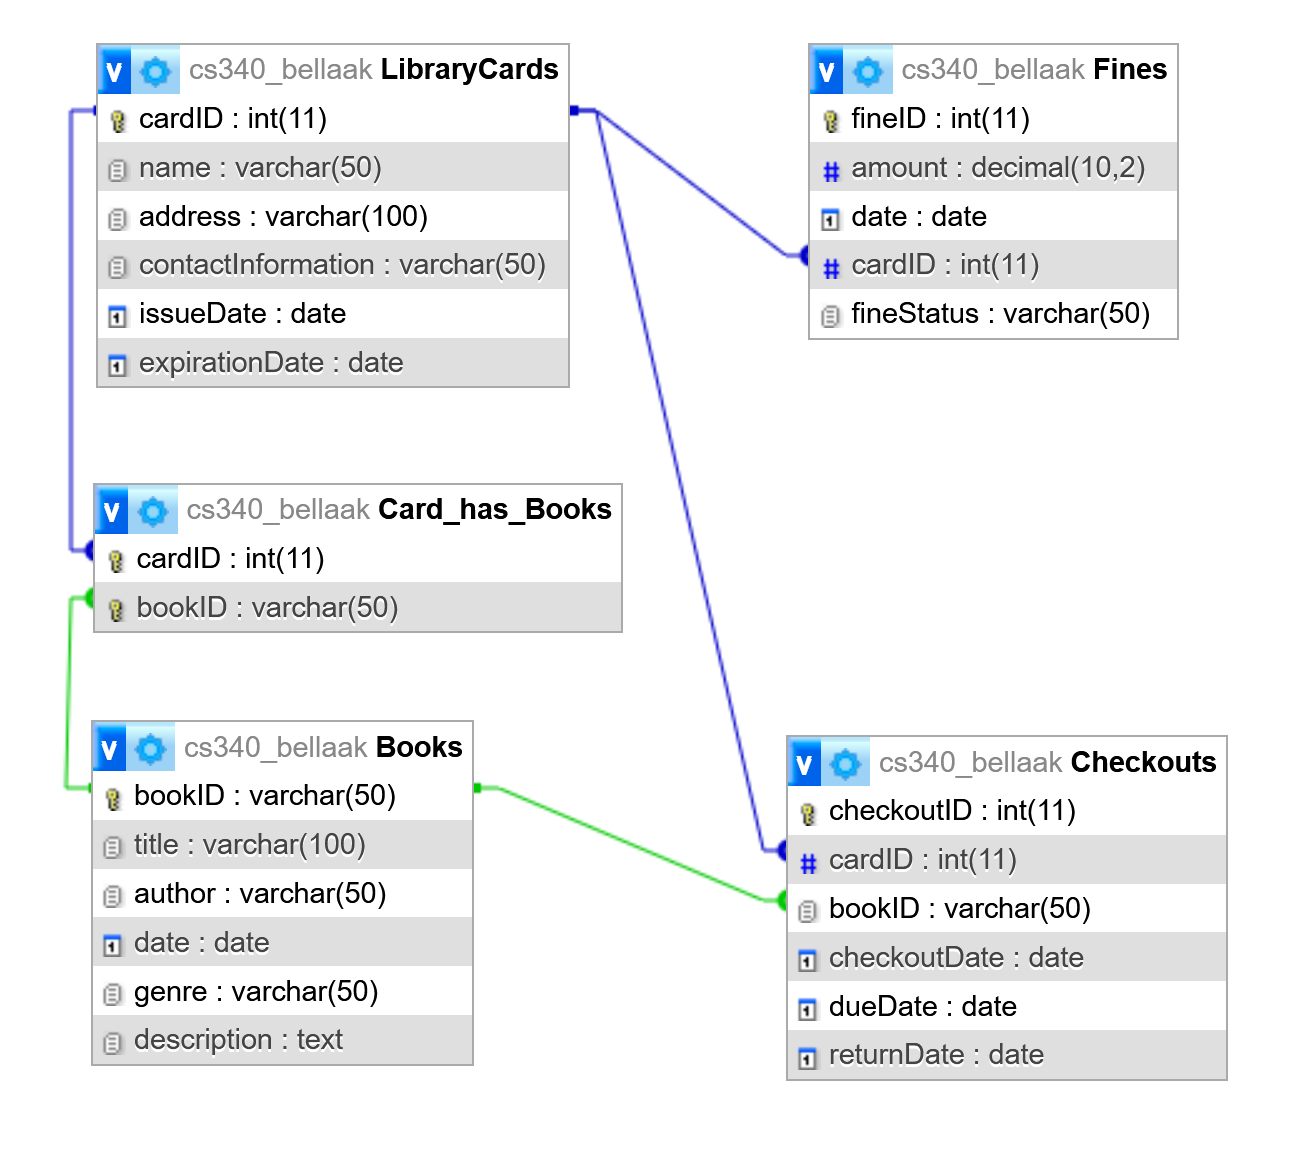 v cs340_bellaak LibraryCards
cardID : int(11)
name : varchar(50)
address : varchar(100)
contactInformation : varchar(50)
issueDate : date
expirationDate : date
v cs340_bellaak Fines
fineID : int(11)
# amount : decimal(10,2)
date : date
# cardID : int(11)
fineStatus : varchar(50)
v cs340_bellaak Card_has_Books
cardID : int(11)
bookID : varchar(50)
v cs340_bellaak Books
bookID : varchar(50)
title : varchar(100)
author : varchar(50)
date : date
genre : varchar(50)
description : text
v cs340_bellaak Checkouts
checkoutID : int(11)
# cardID : int(11)
bookID : varchar(50)
checkoutDate : date
dueDate : date
returnDate : date